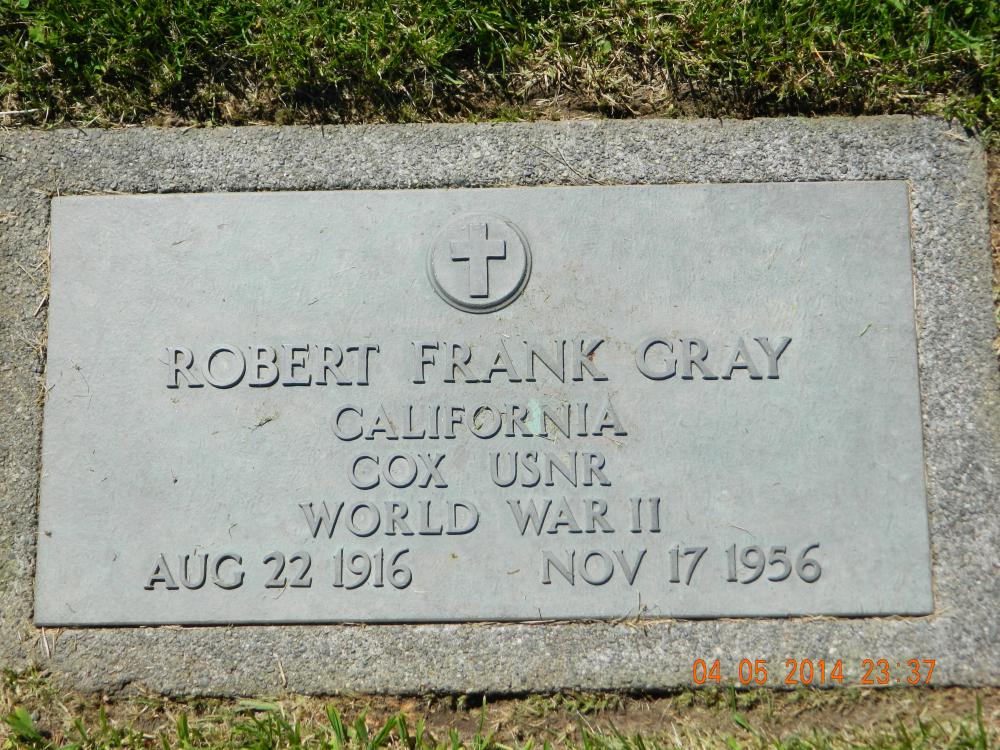 ROBERT FRANK GRAY
CALIFORNIA
COX USNR
WORLD WAR II
AUG 22 1916 NOV 17 1956
04 05 2014 23:37